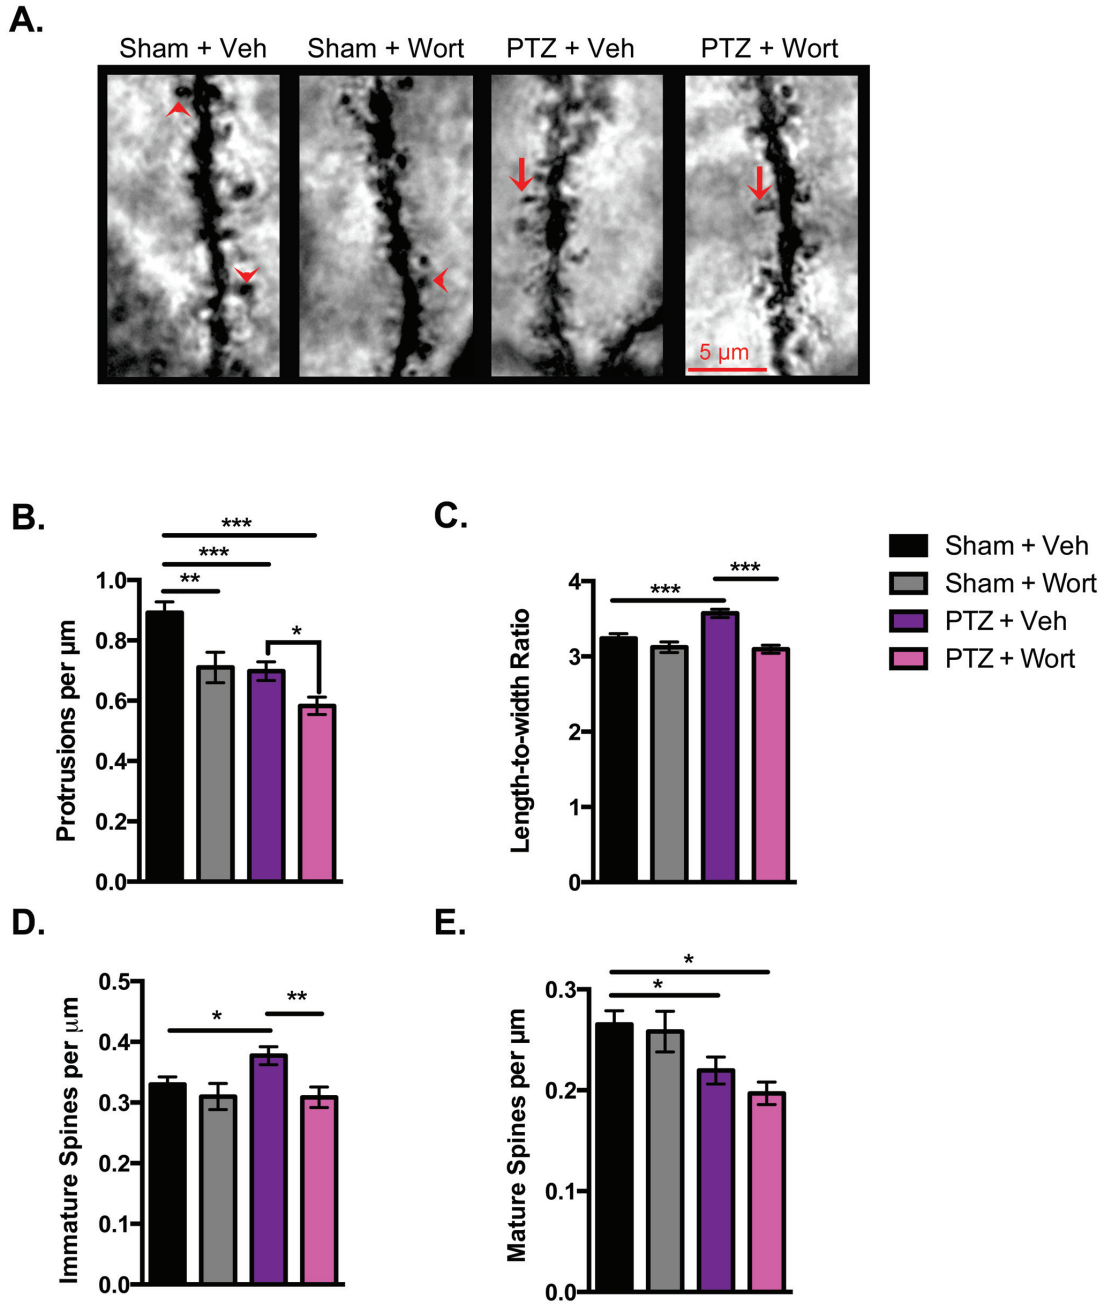 A.
Sham + Veh Sham + Wort PTZ + Veh PTZ + Wort
5 µm
B.
***
***
**
*
1.0
0.8
0.6
0.4
0.2
0.0
Protrusions per µm
C.
***
***
4
3
2
1
0
Length-to-width Ratio
Sham + Veh
Sham + Wort
PTZ + Veh
PTZ + Wort
D.
**
*
0.5
0.4
0.3
0.2
0.1
0.0
Immature Spines per µm
E.
*
*
0.3
0.2
0.1
0.0
Mature Spines per µm